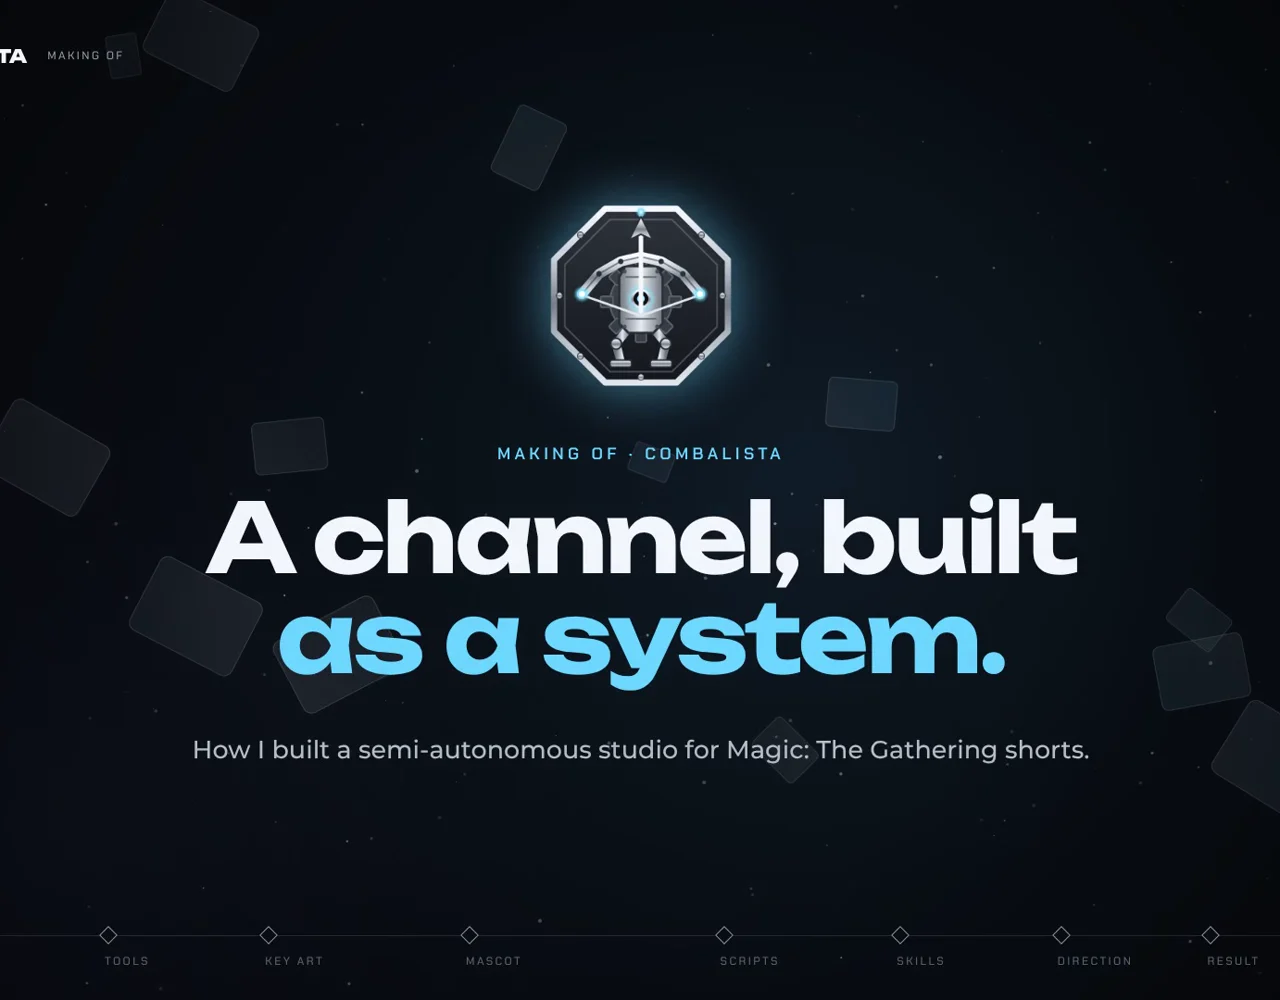 TA MAKING OF
MAKING OF · COMBALISTA
A channel, built
as a system.
How I built a semi-autonomous studio for Magic: The Gathering shorts.
TOOLS KEY ART MASCOT SCRIPTS SKILLS DIRECTION RESULT